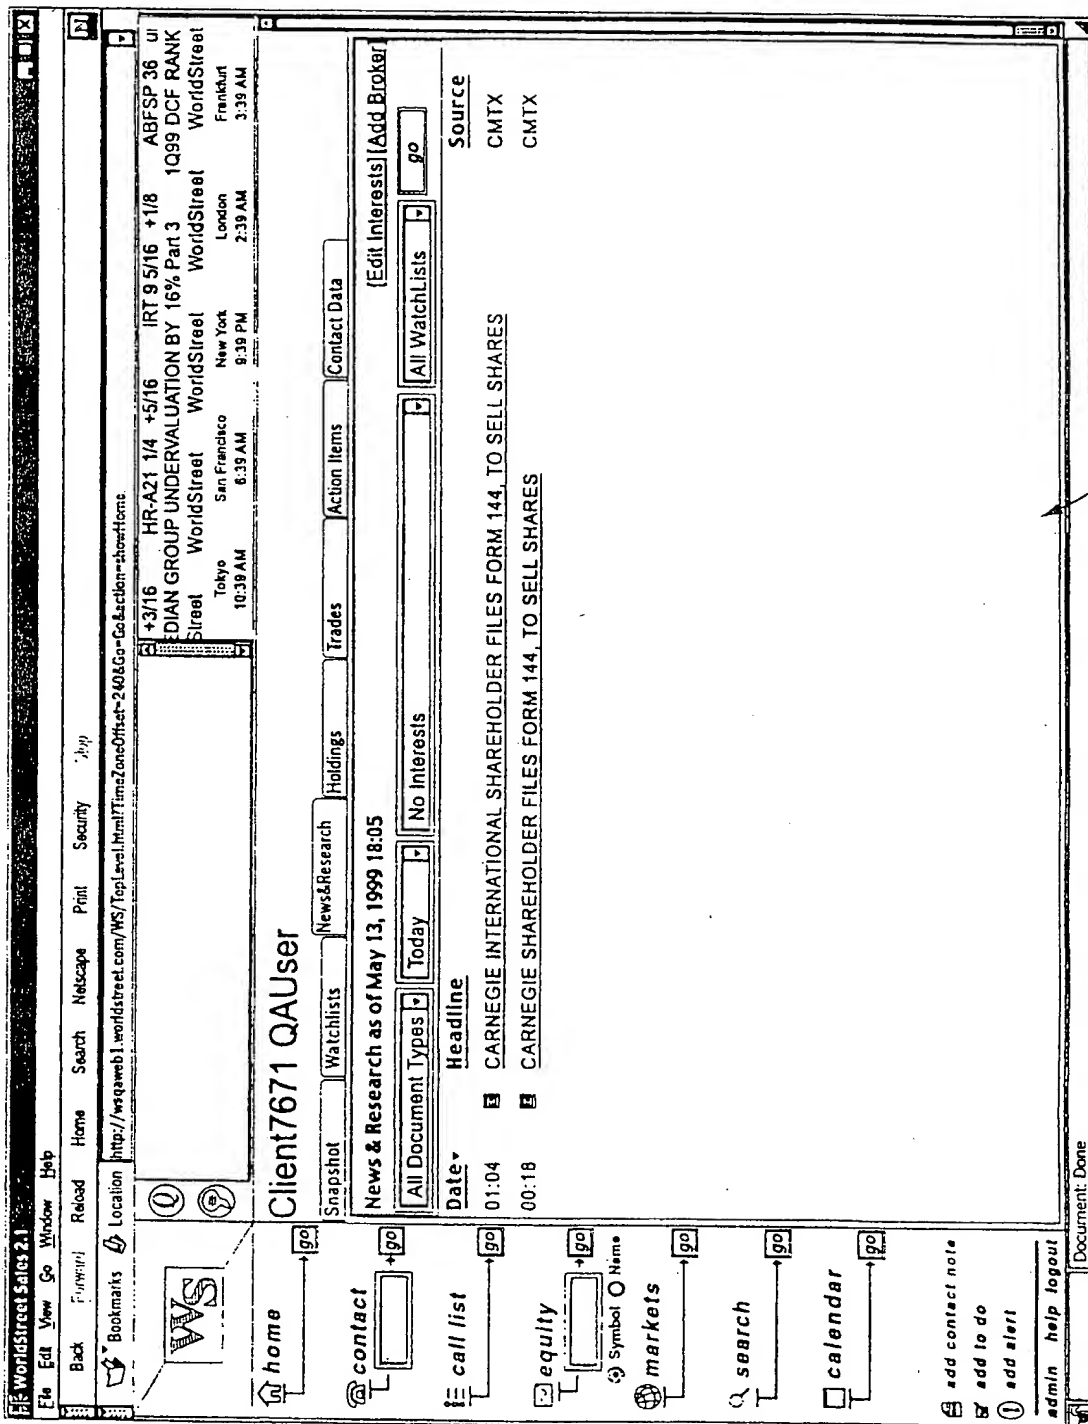 WorldStreet Sales 2.1
File Edit View Go Window Help
Back Forward Reload Home Search Netscape Print Security Stop
Bookmarks Location http://wsqaweb1.worldstreet.com/WS/TopLevel.html?TimeZoneOffset=240&Go=Go&action=showHome.
WS
Q
+3/16 HR-A21 1/4 +5/16 IRT 9 5/16 +1/8 ABFSP 36 UI
EDIAN GROUP UNDERVALUATION BY 16% Part 3 1Q99 DCF RANK
Street WorldStreet WorldStreet WorldStreet WorldStreet
Tokyo San Francisco New York London Frankfurt
10:39 AM 6:39 AM 9:39 PM 2:39 AM 3:39 AM
home go
contact go
call list go
equity go
Symbol Name
markets go
search go
calendar go
add contact note
add to do
add alert
admin help logout
Client7671 QAUser
Snapshot Watchlists News&Research Holdings Trades Action Items Contact Data
News & Research as of May 13, 1999 18:05 [Edit Interests] [Add Broker]
All Document Types Today No Interests All WatchLists go
Date Headline Source
01:04 CARNEGIE INTERNATIONAL SHAREHOLDER FILES FORM 144, TO SELL SHARES CMTX
00:18 CARNEGIE SHAREHOLDER FILES FORM 144, TO SELL SHARES CMTX
Document: Done